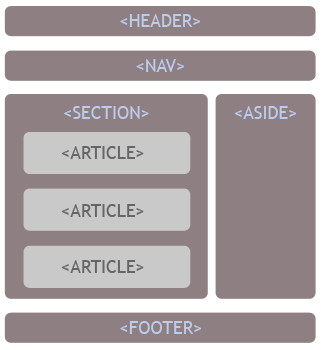 <HEADER>
<NAV>
<SECTION>
<ARTICLE>
<ARTICLE>
<ARTICLE>
<ASIDE>
<FOOTER>